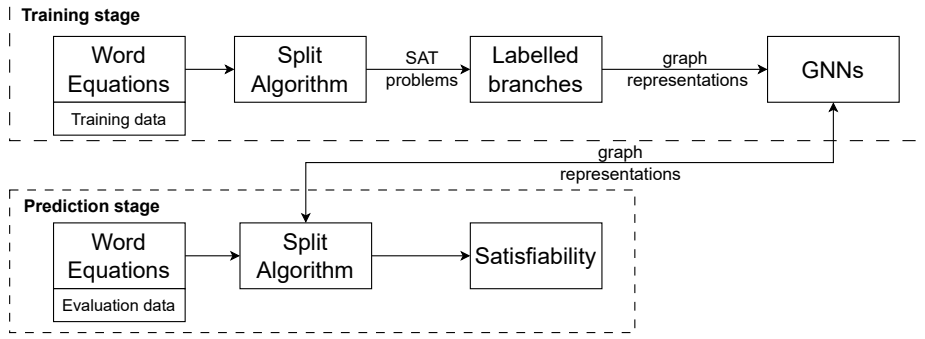 Training stage
Word
Equations
Training data
Split
Algorithm
SAT
problems
Labelled
branches
graph
representations
GNNs
graph
representations
Prediction stage
Word
Equations
Evaluation data
Split
Algorithm
Satisfiability